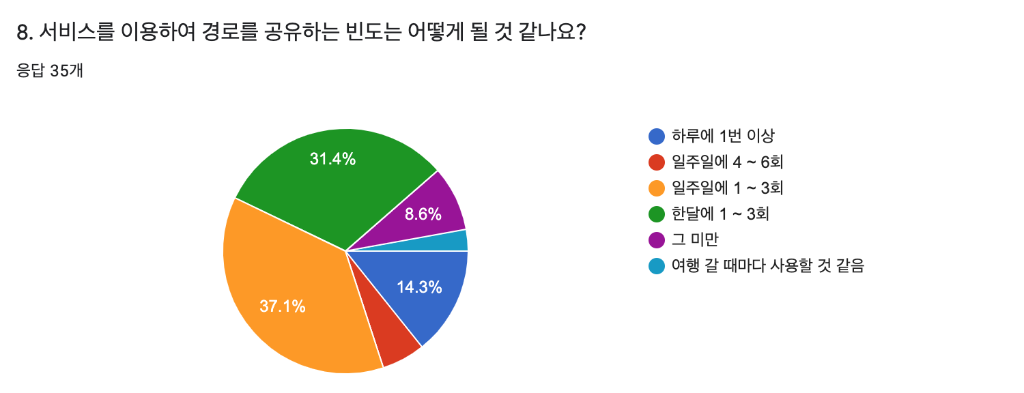 8. 서비스를 이용하여 경로를 공유하는 빈도는 어떻게 될 것 같나요?
응답 35개
31.4%
8.6%
14.3%
37.1%
하루에 1번 이상
일주일에 4 ~ 6회
일주일에 1 ~ 3회
한달에 1 ~ 3회
그 미만
여행 갈 때마다 사용할 것 같음